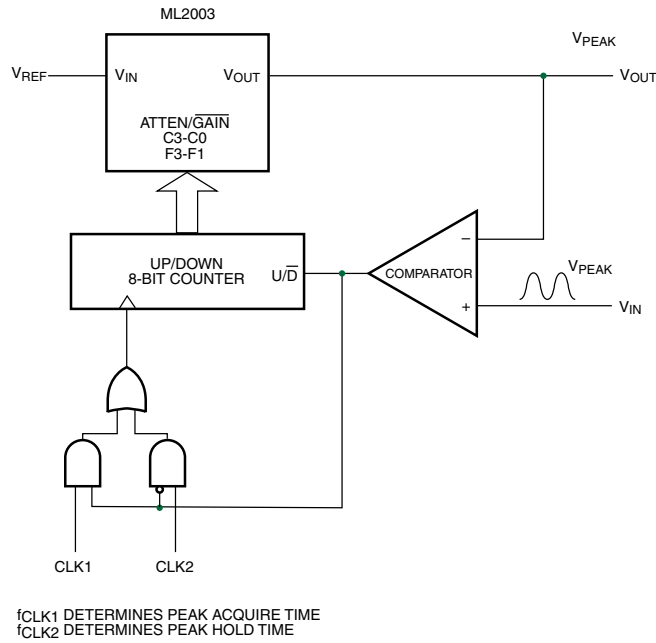 ML2003
VPEAK
VREF
VIN
VOUT
VOUT
ATTEN/GAIN
C3-C0
F3-F1
UP/DOWN
8-BIT COUNTER
U/D
COMPARATOR
–
+
VPEAK
VIN
CLK1
CLK2
fCLK1 DETERMINES PEAK ACQUIRE TIME
fCLK2 DETERMINES PEAK HOLD TIME